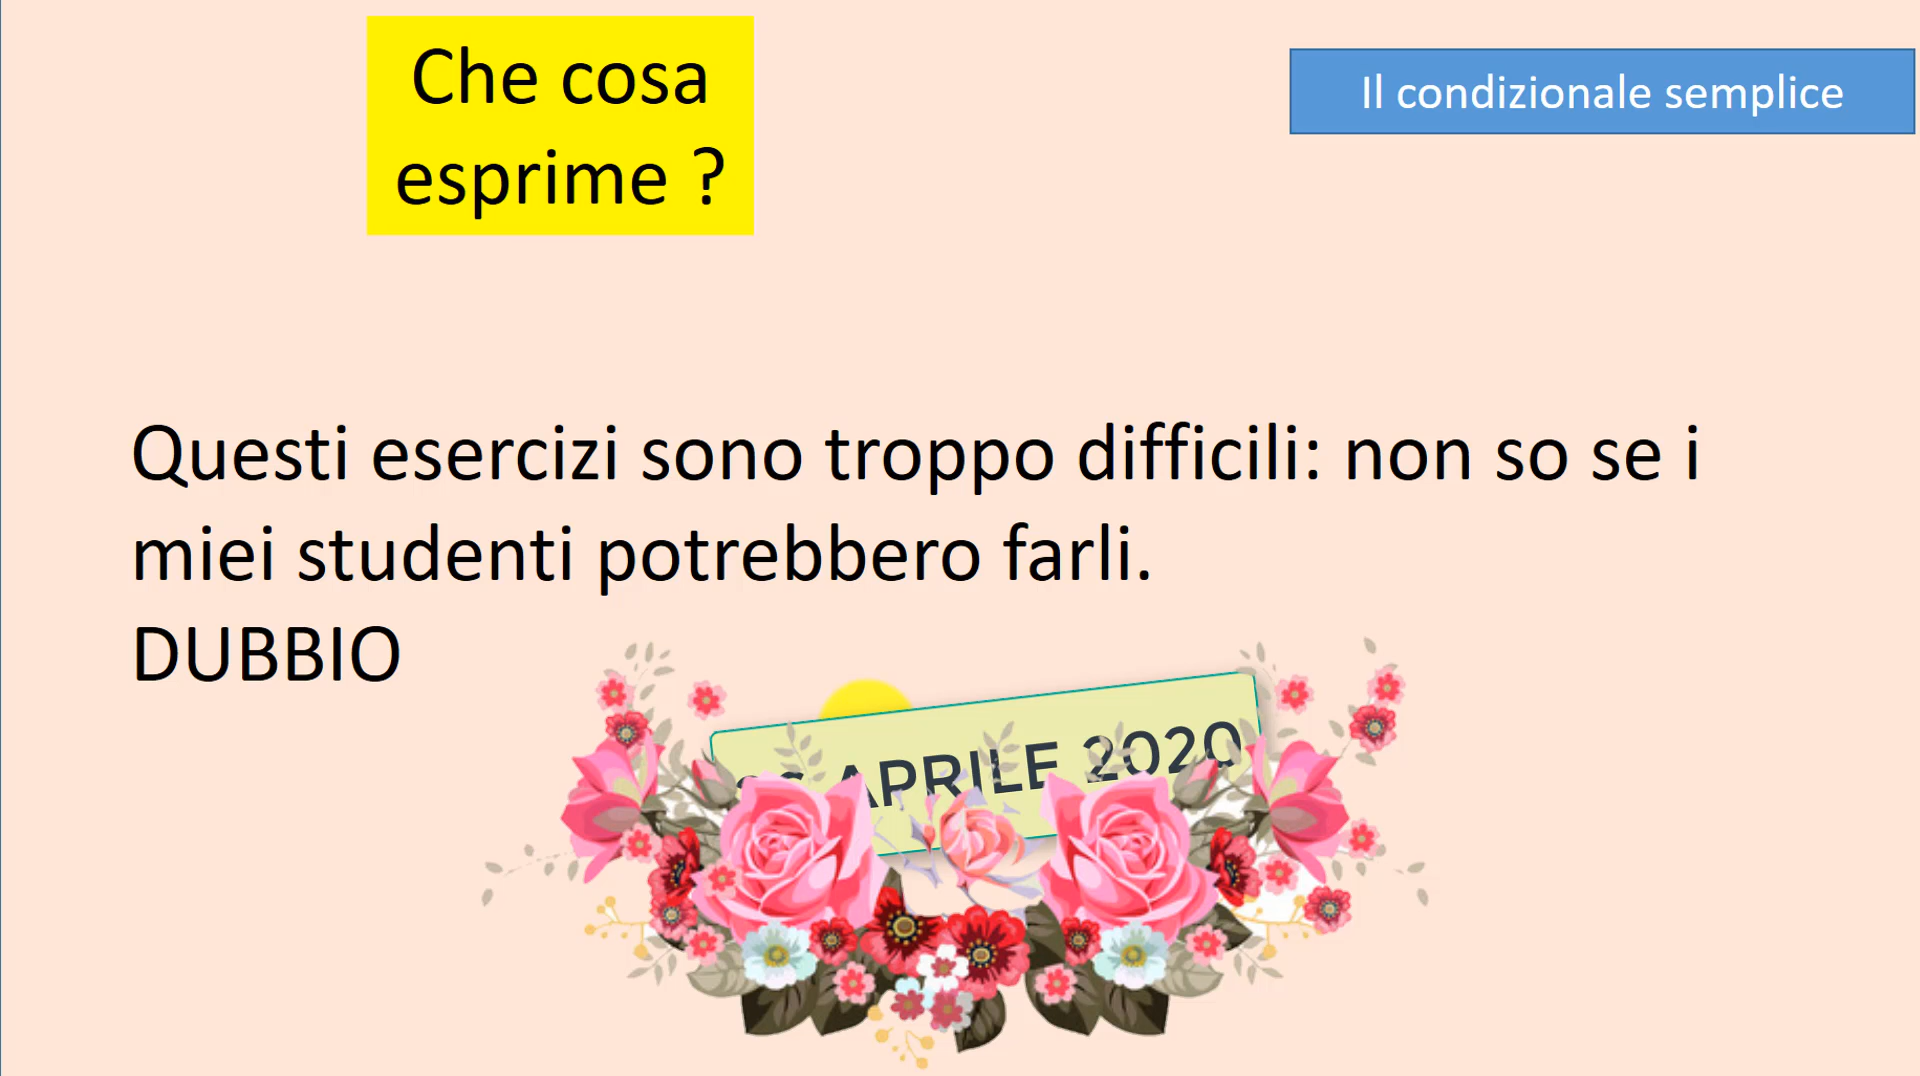 Che cosa
esprime ?
Il condizionale semplice
Questi esercizi sono troppo difficili: non so se i
miei studenti potrebbero farli.
DUBBIO
APRILE 2020